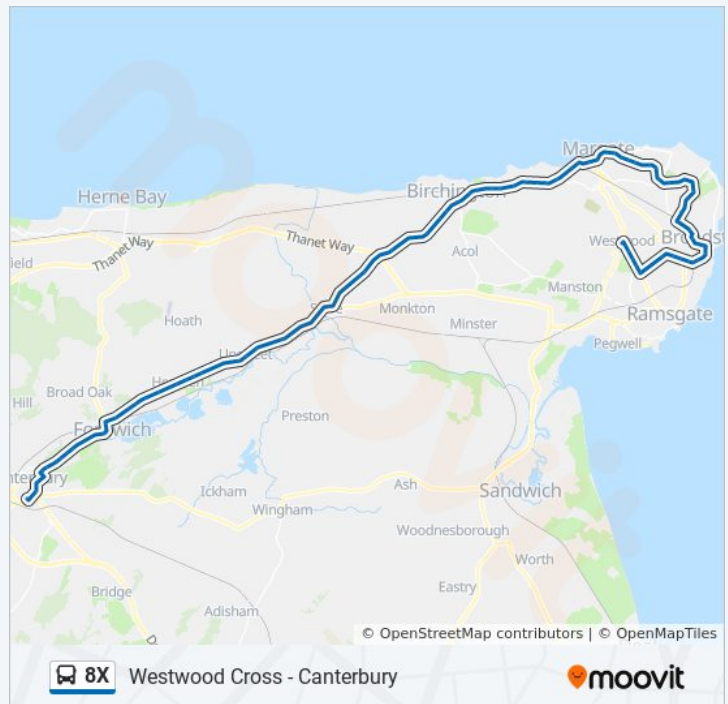 Margate
Herne Bay
Birchington
Thanet Way
Thanet Way
Westwood
Broadst
field
Acol
Manston
Monkton
Ramsgate
Hoath
Minster
Pegwell
Hill
Broad Oak
Fordwich
Preston
Ickham
Ash
Sandwich
Wingham
Woodnesborough
Bridge
Worth
Eastry
Adisham
© OpenStreetMap contributors | © OpenMapTiles
8X Westwood Cross - Canterbury
moovit